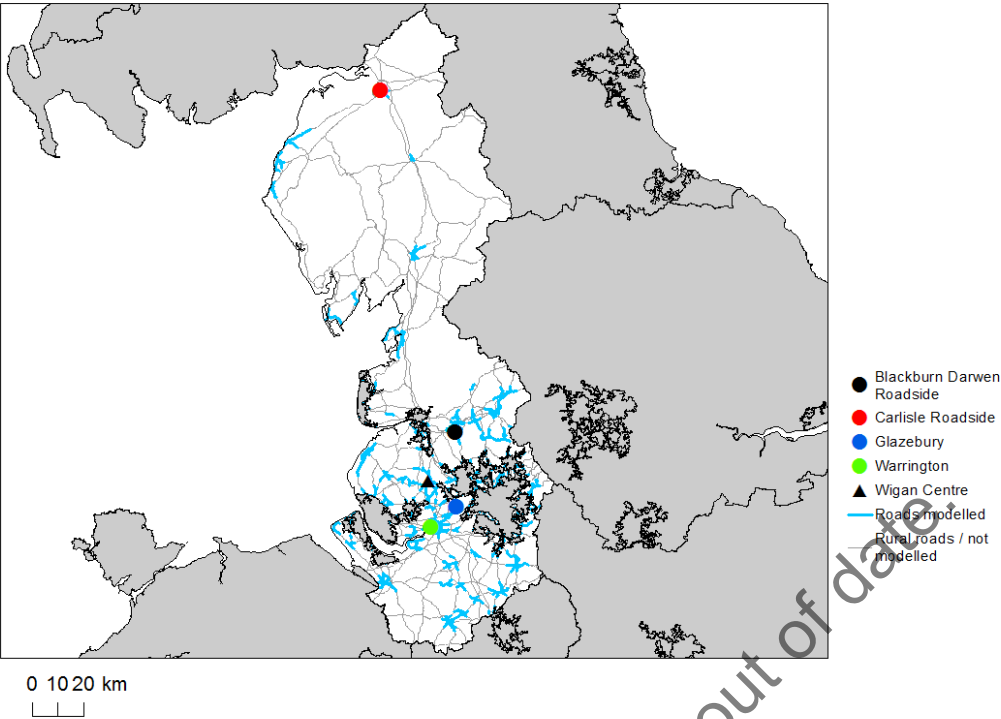 Blackburn Darwen
Roadside
Carlisle Roadside
Glazebury
Warrington
Wigan Centre
Roads modelled
Rural roads / not
modelled
0 10 20 km
out of date.